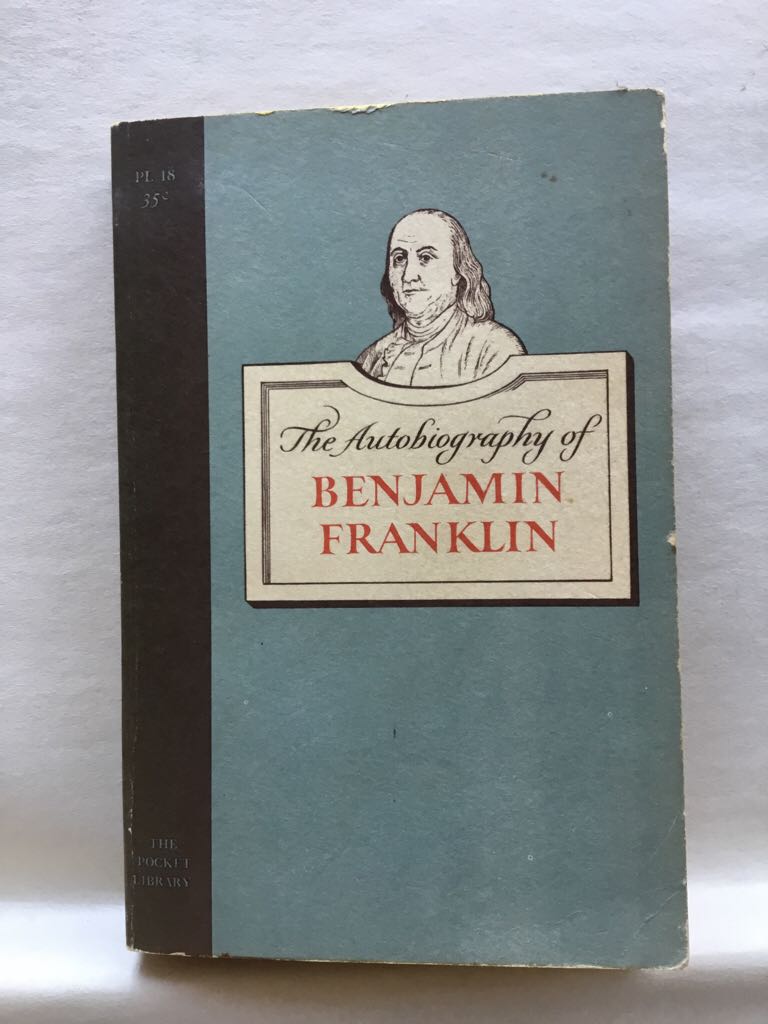 PL 18
35¢
The Autobiography of
BENJAMIN
FRANKLIN
THE
POCKET
LIBRARY